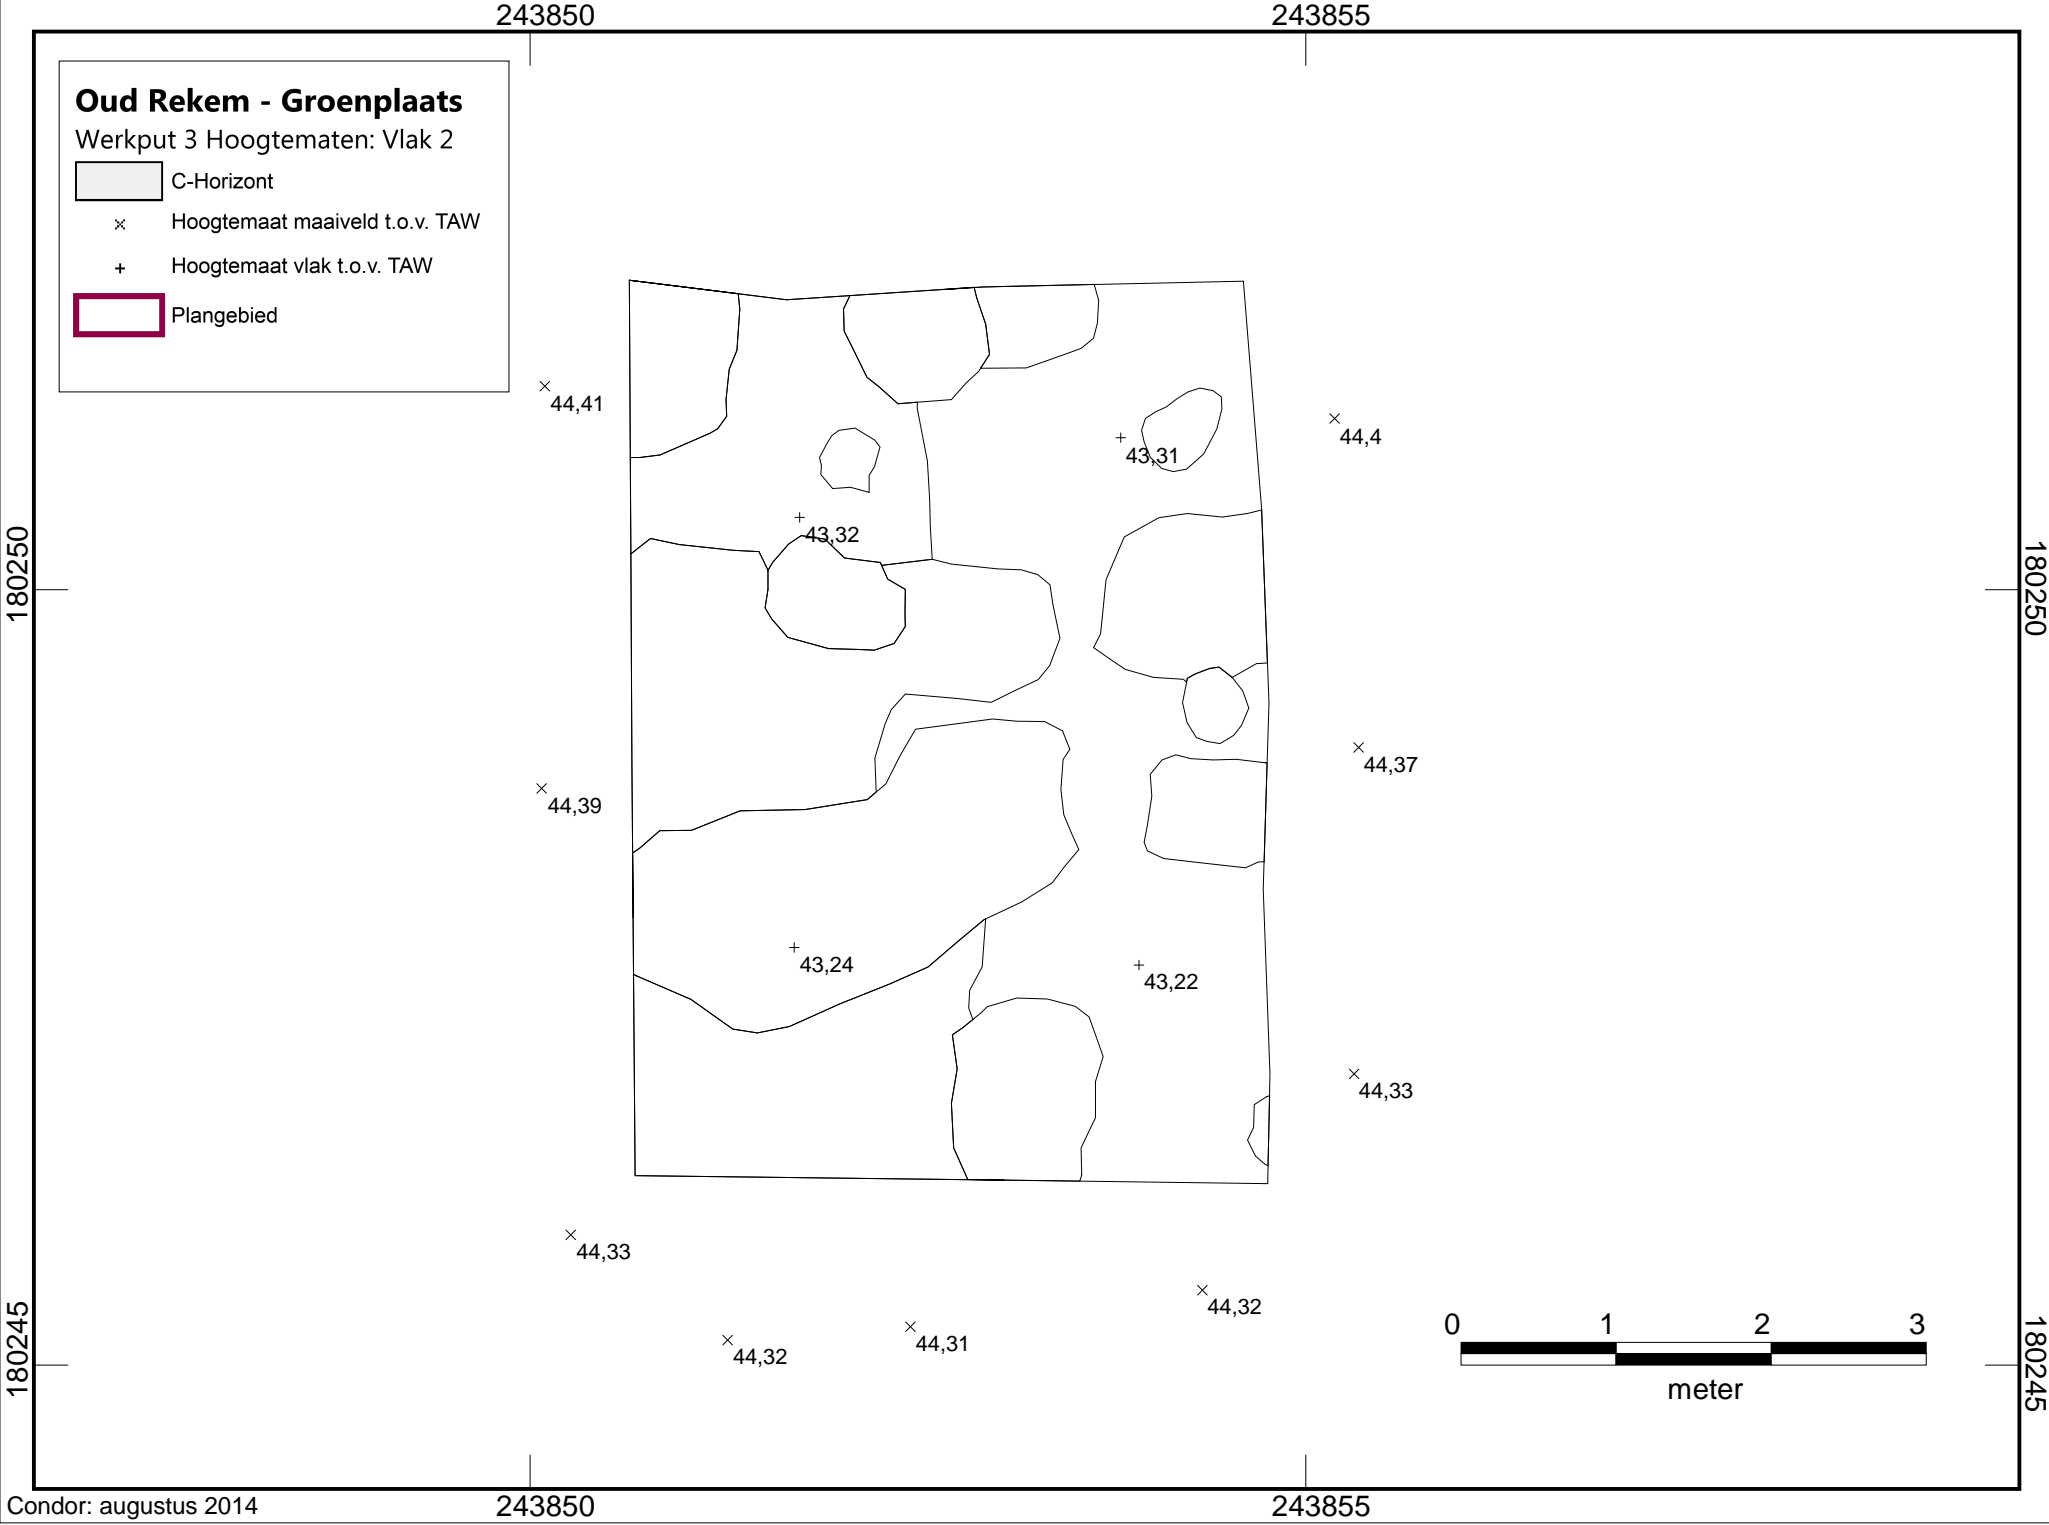 243850
243855
Oud Rekem - Groenplaats
Werkput 3 Hoogtematen: Vlak 2
C-Horizont
Hoogtemaat maaiveld t.o.v. TAW
Hoogtemaat vlak t.o.v. TAW
Plangebied
44,41
44,4
43,31
43,32
180250
180250
44,37
44,39
43,24
43,22
44,33
44,33
44,32
44,31
44,32
0 1 2 3
meter
180245
180245
Condor: augustus 2014
243850
243855